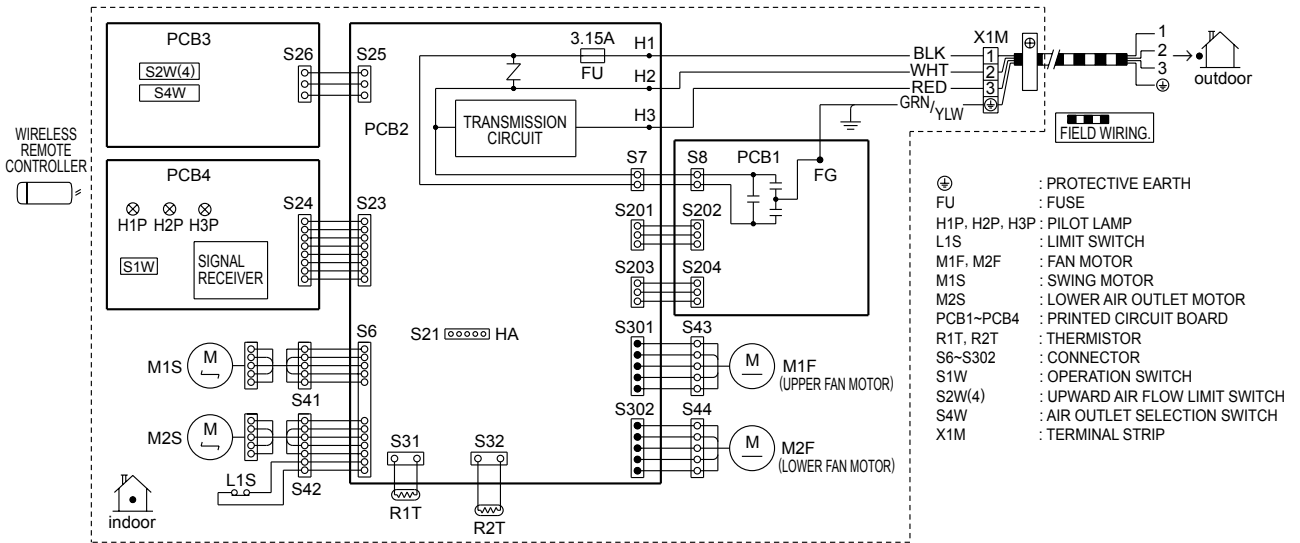 PCB3
S2W(4)
S4W
S26
S25
3.15A
FU
H1
H2
H3
X1M
BLK
WHT
RED
GRN/YLW
1
2
3
1
2
3
outdoor
FIELD WIRING.
WIRELESS
REMOTE
CONTROLLER
PCB2
TRANSMISSION
CIRCUIT
PCB4
H1P H2P H3P
S1W
SIGNAL
RECEIVER
S24
S23
S7
S8
PCB1
FG
S201
S202
S203
S204
S21
HA
S6
M1S
M
S41
M2S
M
S42
L1S
S31
R1T
S32
R2T
S301
S43
M
M1F
(UPPER FAN MOTOR)
S302
S44
M
M2F
(LOWER FAN MOTOR)
indoor
: PROTECTIVE EARTH
FU : FUSE
H1P, H2P, H3P : PILOT LAMP
L1S : LIMIT SWITCH
M1F, M2F : FAN MOTOR
M1S : SWING MOTOR
M2S : LOWER AIR OUTLET MOTOR
PCB1~PCB4 : PRINTED CIRCUIT BOARD
R1T, R2T : THERMISTOR
S6~S302 : CONNECTOR
S1W : OPERATION SWITCH
S2W(4) : UPWARD AIR FLOW LIMIT SWITCH
S4W : AIR OUTLET SELECTION SWITCH
X1M : TERMINAL STRIP